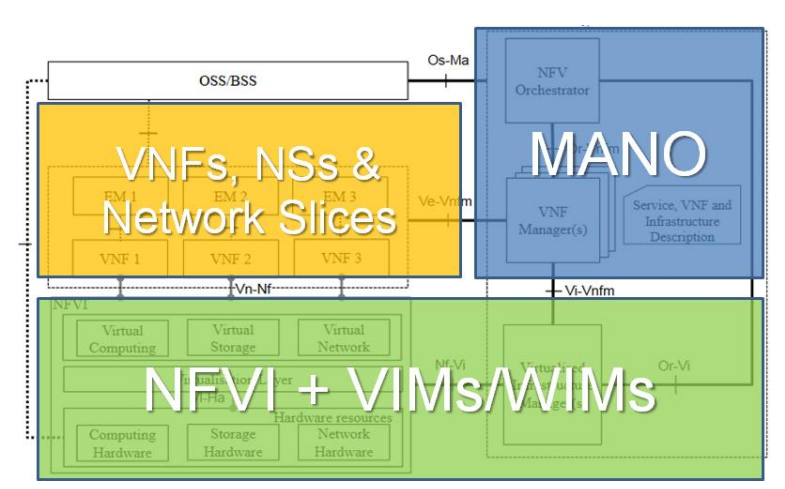 Os-Ma
OSS/BSS
NFV
Orchestrator
VNFs, NSs &
Network Slices
MANO
EM 1
EM 2
EM 3
Ve-Vnfm
VNF
Manager(s)
Service, VNF and
Infrastructure
Description
VNF 1
VNF 2
VNF 3
Vn-Nf
Vi-Vnfm
NFVI
Virtual
Computing
Virtual
Storage
Virtual
Network
Nf-Vi
Or-Vi
NFVI + VIMs/WIMs
Hardware resources
Computing
Hardware
Storage
Hardware
Network
Hardware